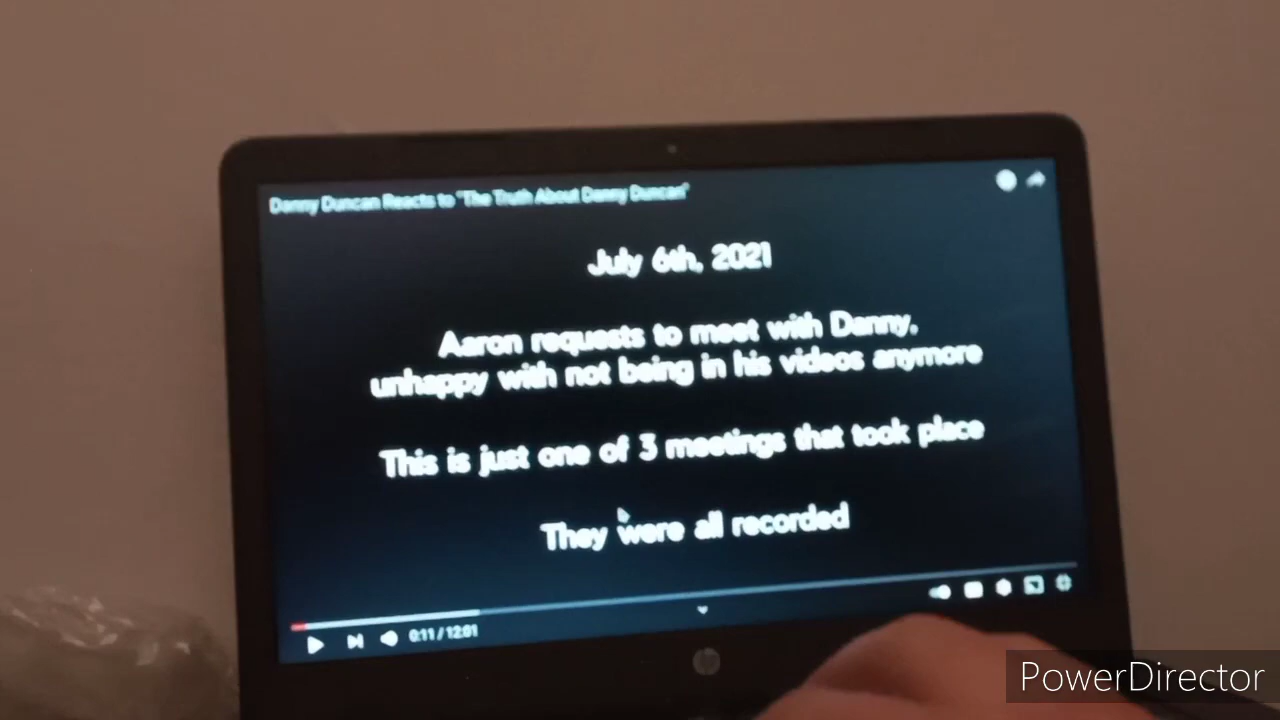 Danny Duncan Reacts to "The Truth About Danny Duncan"
July 6th, 2021
Aaron requests to meet with Danny,
unhappy with not being in his videos anymore
This is just one of 3 meetings that took place
They were all recorded
0:11 / 12:01
hp
PowerDirector